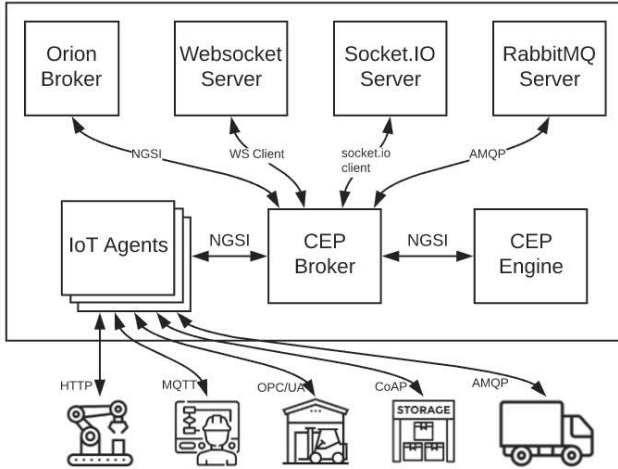 Orion
Broker
Websocket
Server
Socket.IO
Server
RabbitMQ
Server
NGSI
WS Client
socket.io
client
AMQP
IoT Agents
NGSI
CEP
Broker
NGSI
CEP
Engine
HTTP
MQTT
OPC/UA
CoAP
AMQP
STORAGE